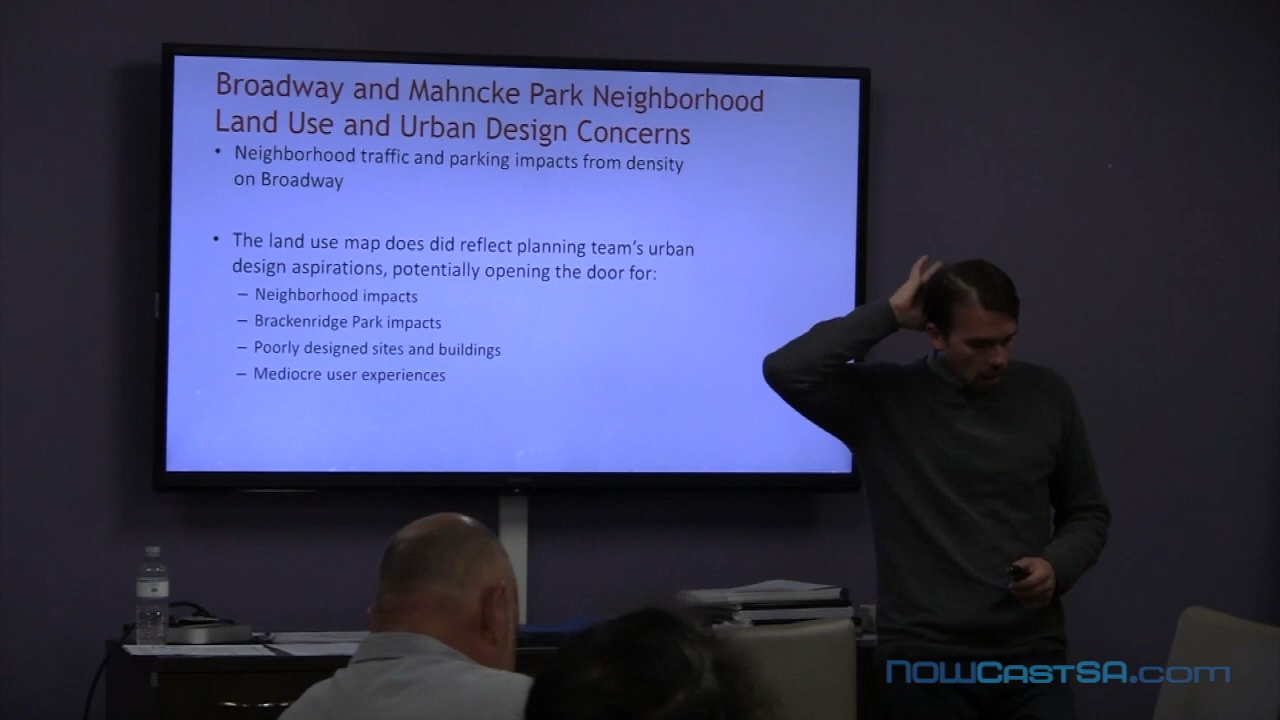 Broadway and Mahncke Park Neighborhood
Land Use and Urban Design Concerns
• Neighborhood traffic and parking impacts from density
on Broadway
• The land use map does did reflect planning team's urban
design aspirations, potentially opening the door for:
– Neighborhood impacts
– Brackenridge Park impacts
– Poorly designed sites and buildings
– Mediocre user experiences
NOWCASTSA.com